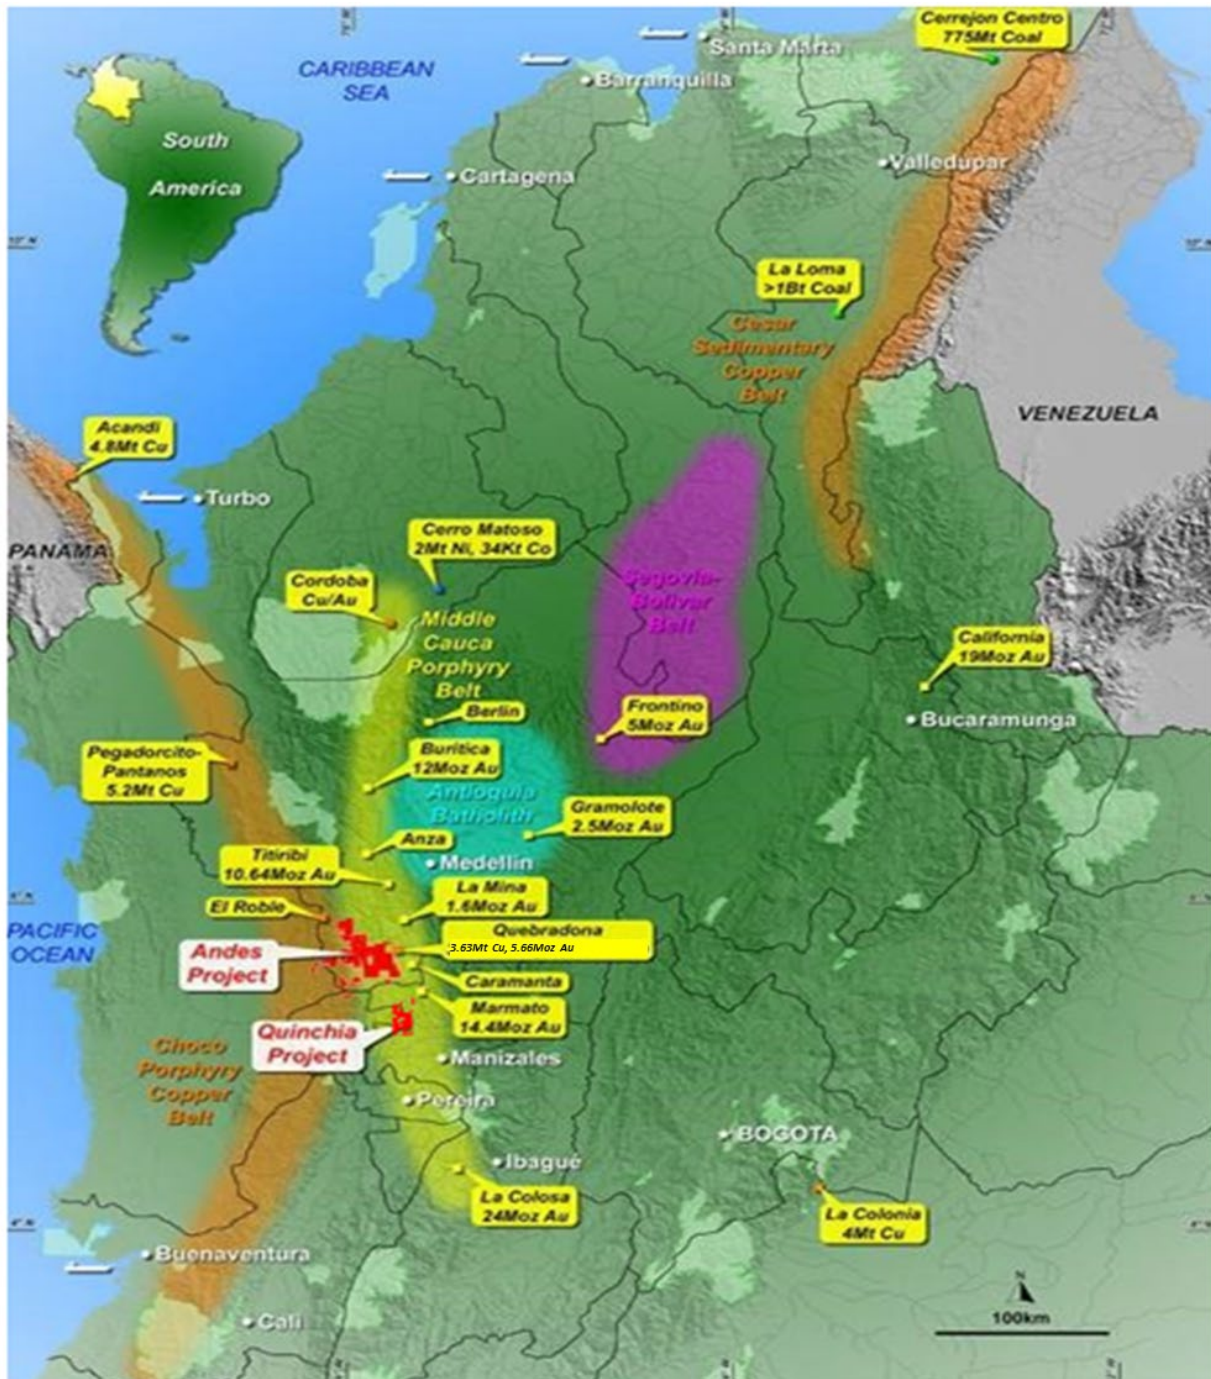 CARIBBEAN
SEA
Cerrejon Centro
775Mt Coal
Santa Marta
Barranquilla
South
America
Valledupar
Cartagena
La Loma
>1Bt Coal
Cesar
Sedimentary
Copper
Belt
VENEZUELA
Acandi
4.8Mt Cu
Turbo
PANAMA
Cerro Matoso
2Mt Ni, 34Kt Co
Cordoba
Cu/Au
Middle
Cauca
Porphyry
Belt
Segovia-
Bolivar
Belt
California
19Moz Au
Berlin
Frontino
5Moz Au
Bucaramunga
Pegadorcito-
Pantanos
5.2Mt Cu
Buritica
12Moz Au
Antioquia
Batholith
Gramolote
2.5Moz Au
Anza
Medellin
Titiribi
10.64Moz Au
La Mina
1.6Moz Au
El Roble
PACIFIC
OCEAN
Quebradona
3.63Mt Cu, 5.66Moz Au
Andes
Project
Caramanta
Marmato
14.4Moz Au
Quinchia
Project
Manizales
Choco
Porphyry
Copper
Belt
Pereira
BOGOTA
Ibagué
La Colosa
24Moz Au
La Colonia
4Mt Cu
Buenaventura
Cali
N
100km